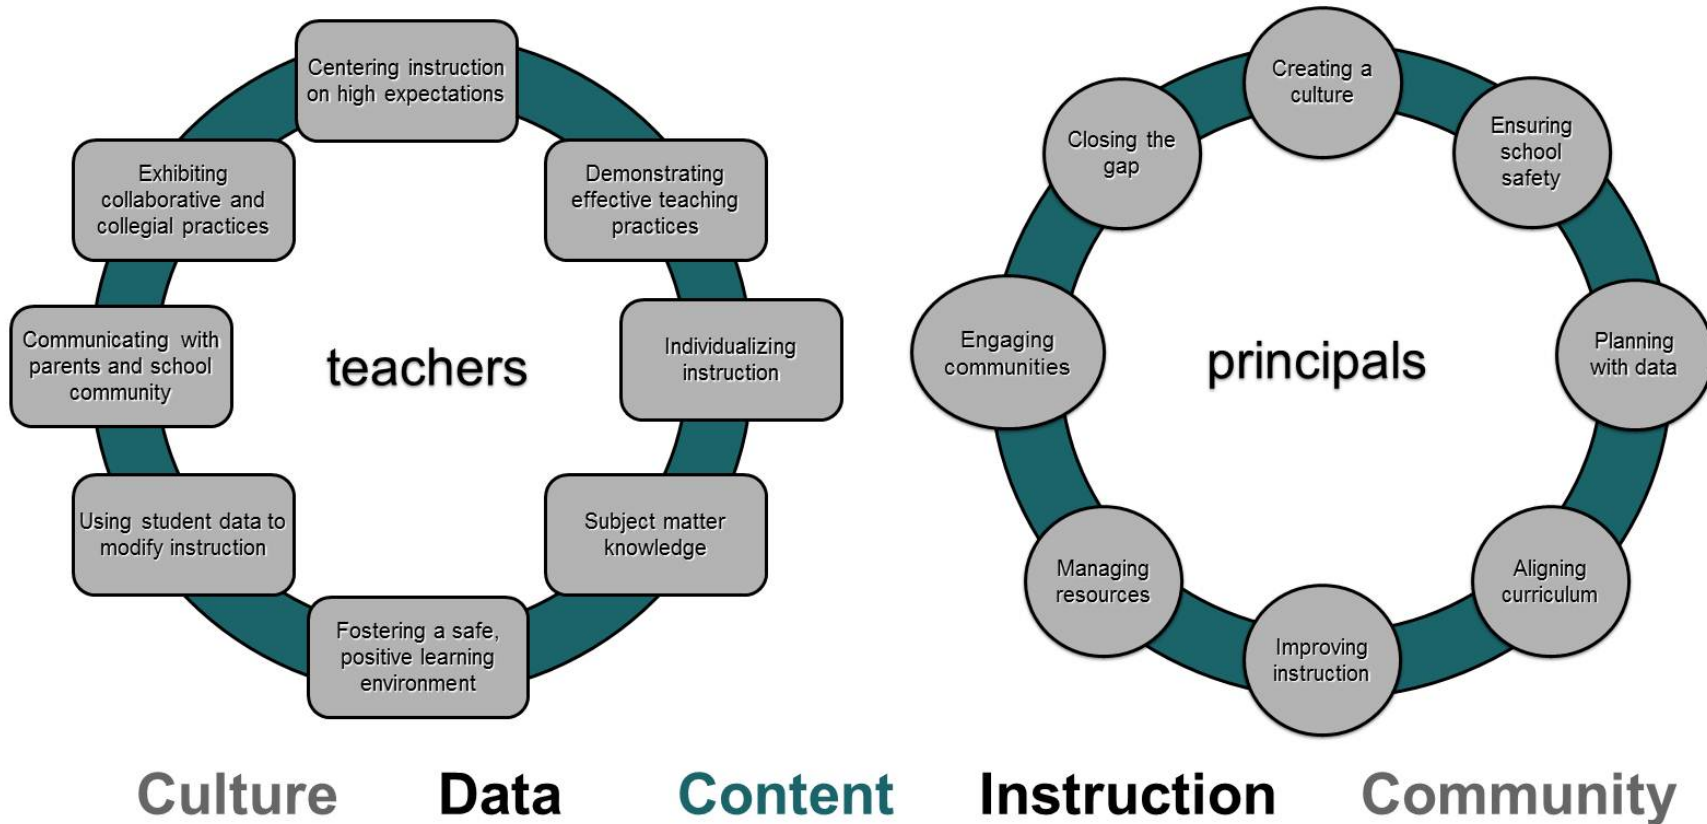 Centering instruction
on high expectations
Demonstrating
effective teaching
practices
Individualizing
instruction
Subject matter
knowledge
Fostering a safe,
positive learning
environment
Using student data to
modify instruction
Communicating with
parents and school
community
Exhibiting
collaborative and
collegial practices
teachers
Creating a
culture
Ensuring
school
safety
Planning
with data
Aligning
curriculum
Improving
instruction
Managing
resources
Engaging
communities
Closing the
gap
principals
Culture Data Content Instruction Community